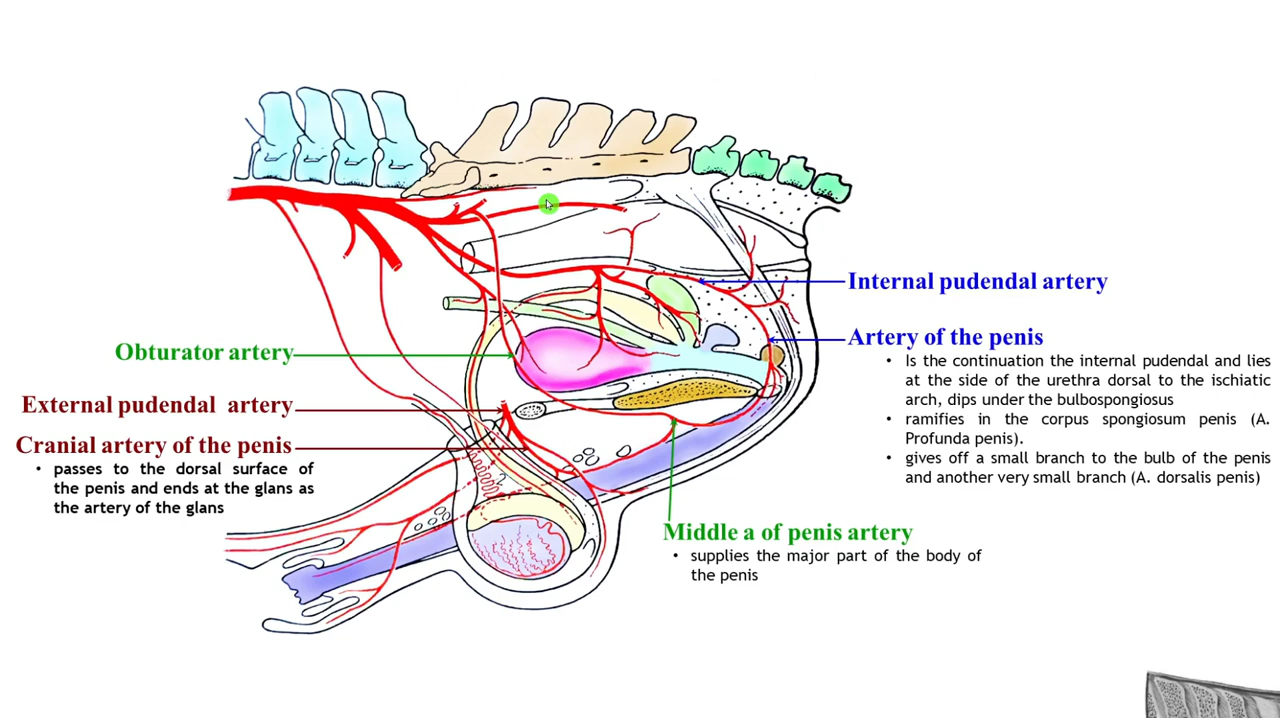 Internal pudendal artery
Artery of the penis
• Is the continuation the internal pudendal and lies
at the side of the urethra dorsal to the ischiatic
arch, dips under the bulbospongiosus
• ramifies in the corpus spongiosum penis (A.
Profunda penis).
• gives off a small branch to the bulb of the penis
and another very small branch (A. dorsalis penis)
Obturator artery
External pudendal artery
Cranial artery of the penis
• passes to the dorsal surface of
the penis and ends at the glans as
the artery of the glans
Middle a of penis artery
• supplies the major part of the body of
the penis